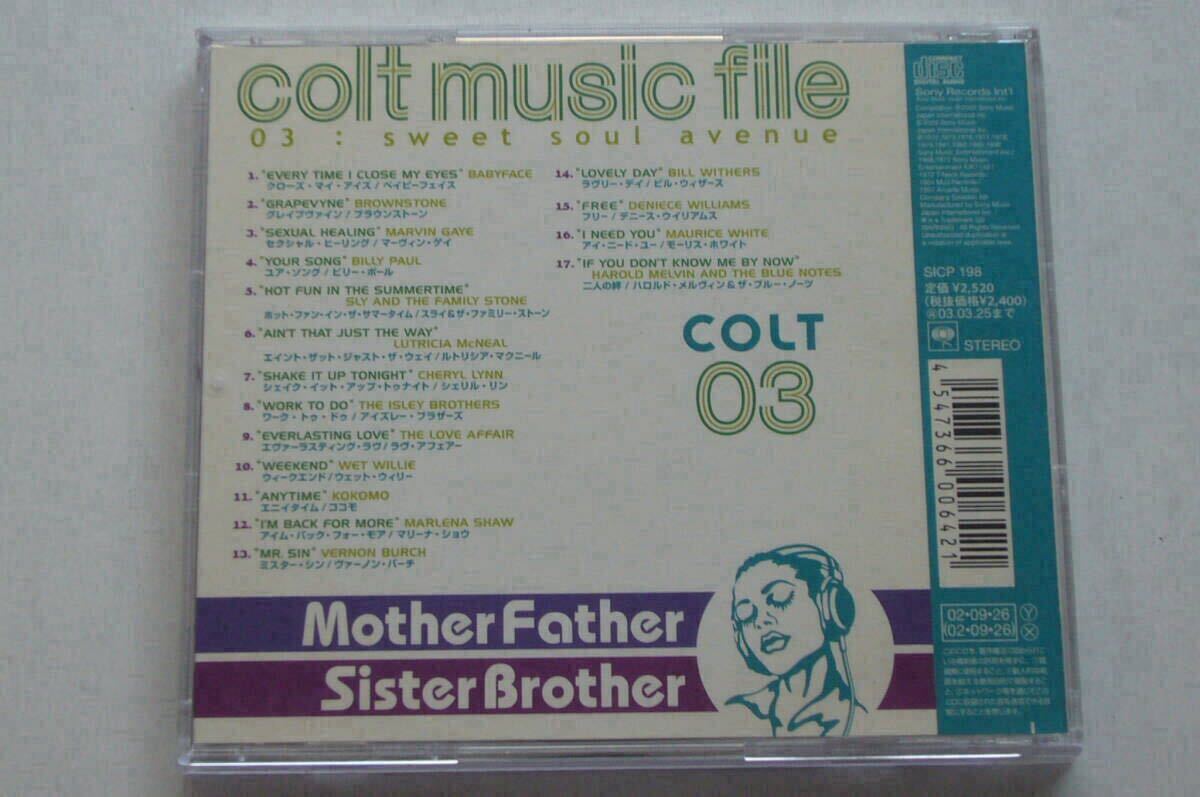 colt music file
03 : sweet soul avenue
1. "EVERY TIME I CLOSE MY EYES" BABYFACE
クローズ・マイ・アイズ / ベイビーフェイス
2. "GRAPEVYNE" BROWNSTONE
グレイプヴァイン / ブラウンストーン
3. "SEXUAL HEALING" MARVIN GAYE
セクシャル・ヒーリング / マーヴィン・ゲイ
4. "YOUR SONG" BILLY PAUL
ユア・ソング / ビリー・ポール
5. "HOT FUN IN THE SUMMERTIME"
SLY AND THE FAMILY STONE
ホット・ファン・イン・ザ・サマータイム / スライ&ザ・ファミリー・ストーン
6. "AIN'T THAT JUST THE WAY"
LUTRICIA McNEAL
エイント・ザット・ジャスト・ザ・ウェイ / ルトリシア・マクニール
7. "SHAKE IT UP TONIGHT" CHERYL LYNN
シェイク・イット・アップ・トゥナイト / シェリル・リン
8. "WORK TO DO" THE ISLEY BROTHERS
ワーク・トゥ・ドゥ / アイズレー・ブラザーズ
9. "EVERLASTING LOVE" THE LOVE AFFAIR
エヴァーラスティング・ラヴ / ラヴ・アフェアー
10. "WEEKEND" WET WILLIE
ウィークエンド / ウェット・ウィリー
11. "ANYTIME" KOKOMO
エニィタイム / ココモ
12. "I'M BACK FOR MORE" MARLENA SHAW
アイム・バック・フォー・モア / マリーナ・ショウ
13. "MR. SIN" VERNON BURCH
ミスター・シン / ヴァーノン・バーチ
14. "LOVELY DAY" BILL WITHERS
ラヴリー・デイ / ビル・ウィザース
15. "FREE" DENIECE WILLIAMS
フリー / デニース・ウイリアムス
16. "I NEED YOU" MAURICE WHITE
アイ・ニード・ユー / モーリス・ホワイト
17. "IF YOU DON'T KNOW ME BY NOW"
HAROLD MELVIN AND THE BLUE NOTES
二人の絆 / ハロルド・メルヴィン&ザ・ブルー・ノーツ
COLT
03
Mother Father
Sister Brother
COMPACT
disc
DIGITAL AUDIO
Sony Records Int'l
Manufactured by Sony Music
Unauthorized duplication is
a violation of applicable laws.
SICP 198
定価 ¥2,520
(税抜価格¥2,400)
03.03.25まで
STEREO
4 547366 006421
02・09・26 Y
(02・09・26) X